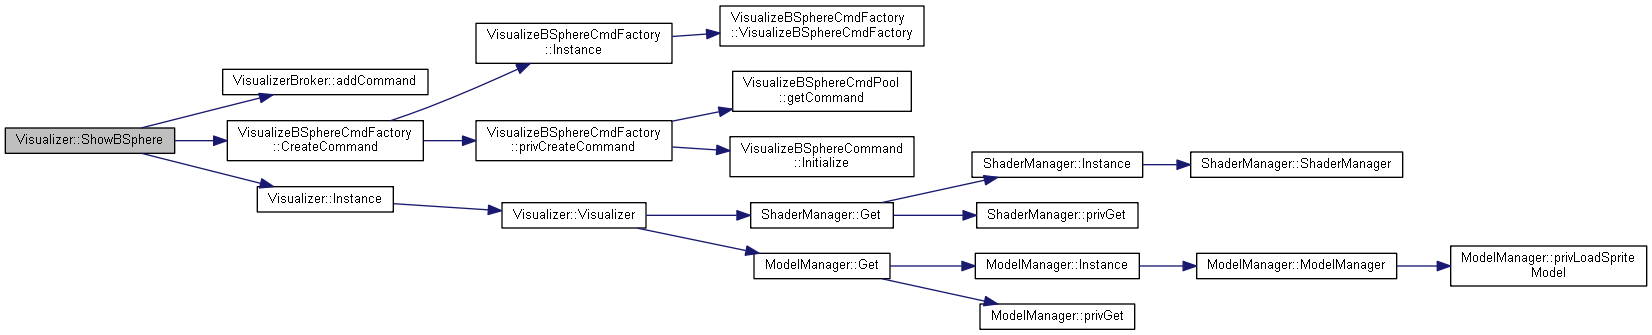 Visualizer::ShowBSphere
VisualizerBroker::addCommand
VisualizeBSphereCmdFactory
::CreateCommand
Visualizer::Instance
VisualizeBSphereCmdFactory
::Instance
VisualizeBSphereCmdFactory
::privCreateCommand
Visualizer::Visualizer
VisualizeBSphereCmdFactory
::VisualizeBSphereCmdFactory
VisualizeBSphereCmdPool
::getCommand
VisualizeBSphereCommand
::Initialize
ShaderManager::Get
ModelManager::Get
ShaderManager::Instance
ShaderManager::privGet
ModelManager::Instance
ModelManager::privGet
ShaderManager::ShaderManager
ModelManager::ModelManager
ModelManager::privLoadSprite
Model